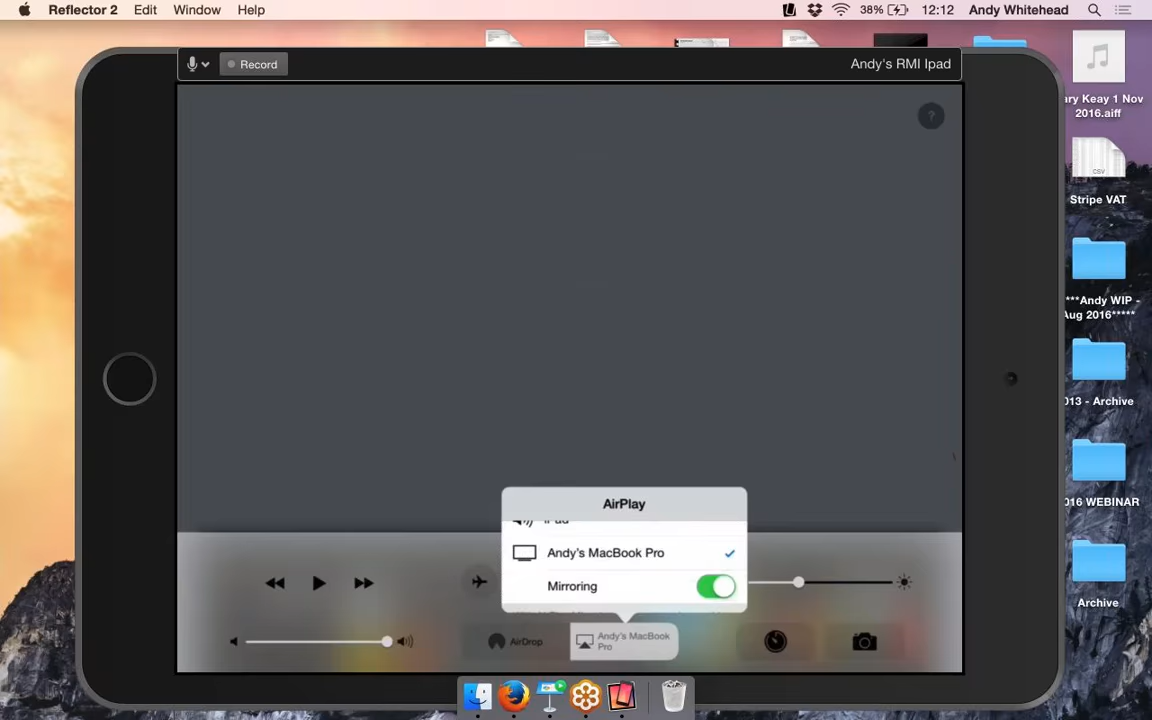 Reflector 2
Edit
Window
Help
38%
12:12
Andy Whitehead
Record
Andy's RMI Ipad
?
ary Keay 1 Nov
2016.aiff
CSV
Stripe VAT
***Andy WIP -
Aug 2016*****
013 - Archive
016 WEBINAR
Archive
AirPlay
iPad
Andy's MacBook Pro
Mirroring
AirDrop
Andy's MacBook
Pro